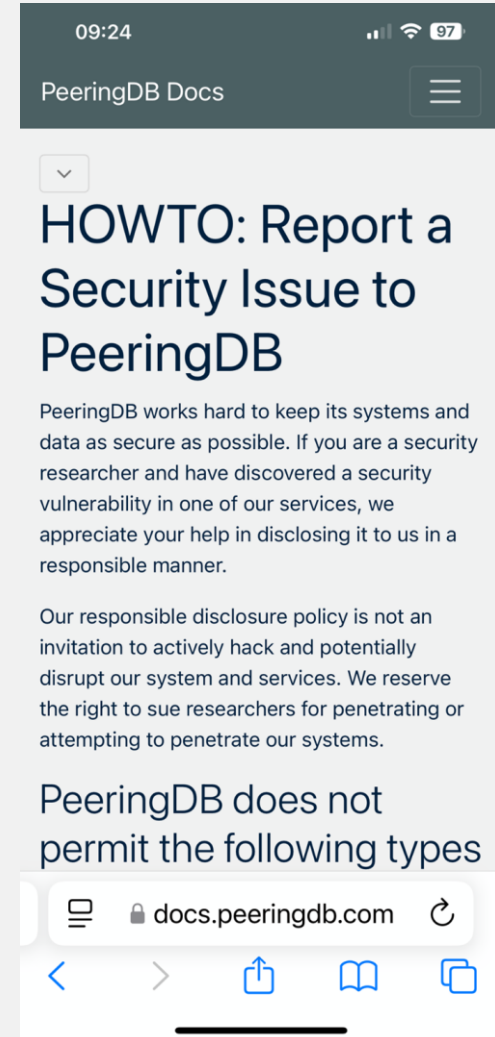 09:24
97
PeeringDB Docs
HOWTO: Report a
Security Issue to
PeeringDB
PeeringDB works hard to keep its systems and
data as secure as possible. If you are a security
researcher and have discovered a security
vulnerability in one of our services, we
appreciate your help in disclosing it to us in a
responsible manner.
Our responsible disclosure policy is not an
invitation to actively hack and potentially
disrupt our system and services. We reserve
the right to sue researchers for penetrating or
attempting to penetrate our systems.
PeeringDB does not
permit the following types
docs.peeringdb.com